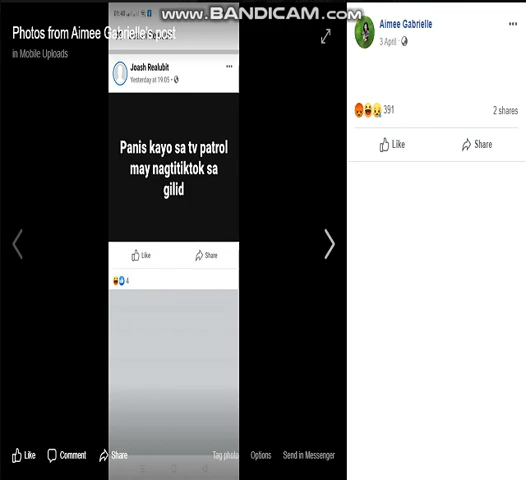 www.BANDICAM.com
01:48
Photos from Aimee Gabrielle's post
in Mobile Uploads
Joash Realubit
Yesterday at 19:05
Panis kayo sa tv patrol
may nagtitiktok sa
gilid
Like Share
4
Like Comment Share
Tag photo Options Send in Messenger
Aimee Gabrielle
3 April
391
2 shares
Like Share